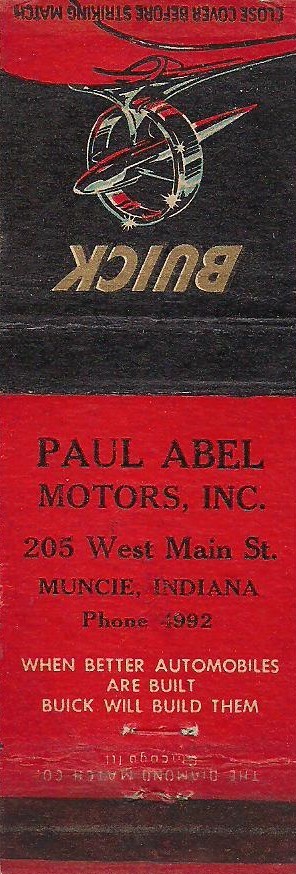 CLOSE COVER BEFORE STRIKING MATCH
BUICK
PAUL ABEL
MOTORS, INC.
205 West Main St.
MUNCIE, INDIANA
Phone 4992
WHEN BETTER AUTOMOBILES
ARE BUILT
BUICK WILL BUILD THEM
THE DIAMOND MATCH CO.
Chicago Ill